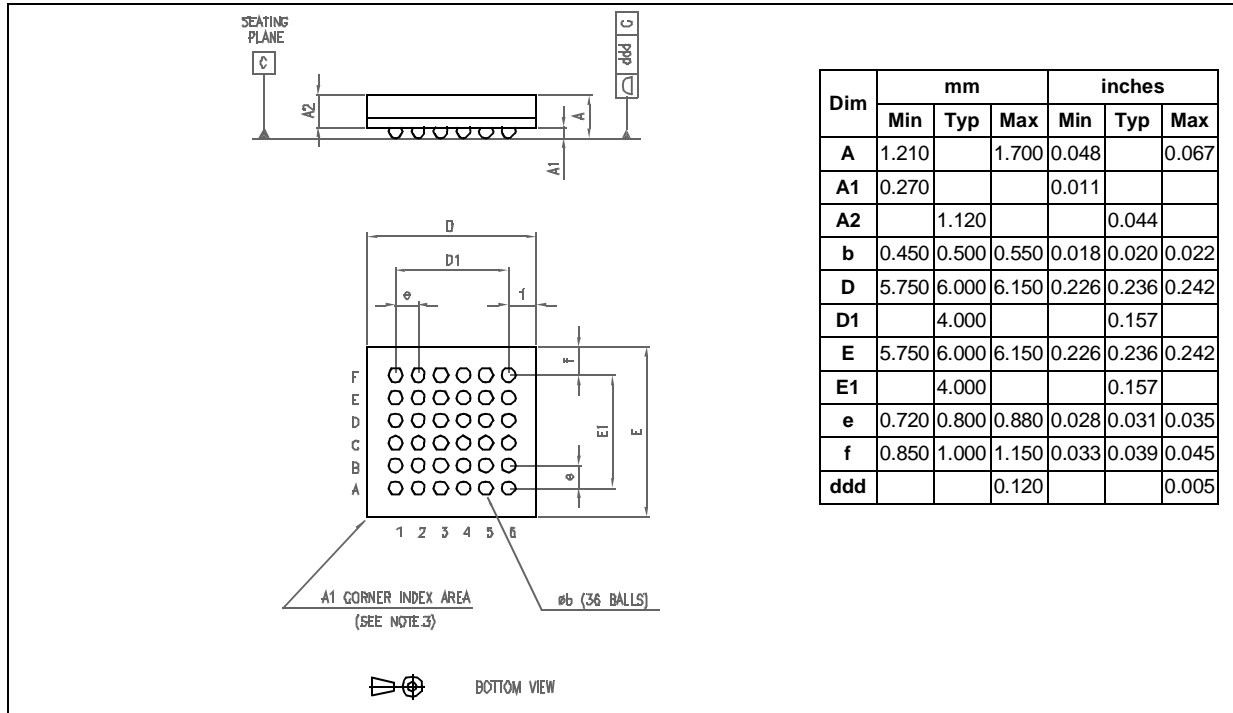 SEATING
PLANE
C
ddd C
A2
A
A1
D
D1
e
f
f
E1
E
e
F
E
D
C
B
A
1 2 3 4 5 6
A1 CORNER INDEX AREA
(SEE NOTE.3)
øb (36 BALLS)
BOTTOM VIEW
Dim mm inches
Min Typ Max Min Typ Max
A 1.210 1.700 0.048 0.067
A1 0.270 0.011
A2 1.120 0.044
b 0.450 0.500 0.550 0.018 0.020 0.022
D 5.750 6.000 6.150 0.226 0.236 0.242
D1 4.000 0.157
E 5.750 6.000 6.150 0.226 0.236 0.242
E1 4.000 0.157
e 0.720 0.800 0.880 0.028 0.031 0.035
f 0.850 1.000 1.150 0.033 0.039 0.045
ddd 0.120 0.005